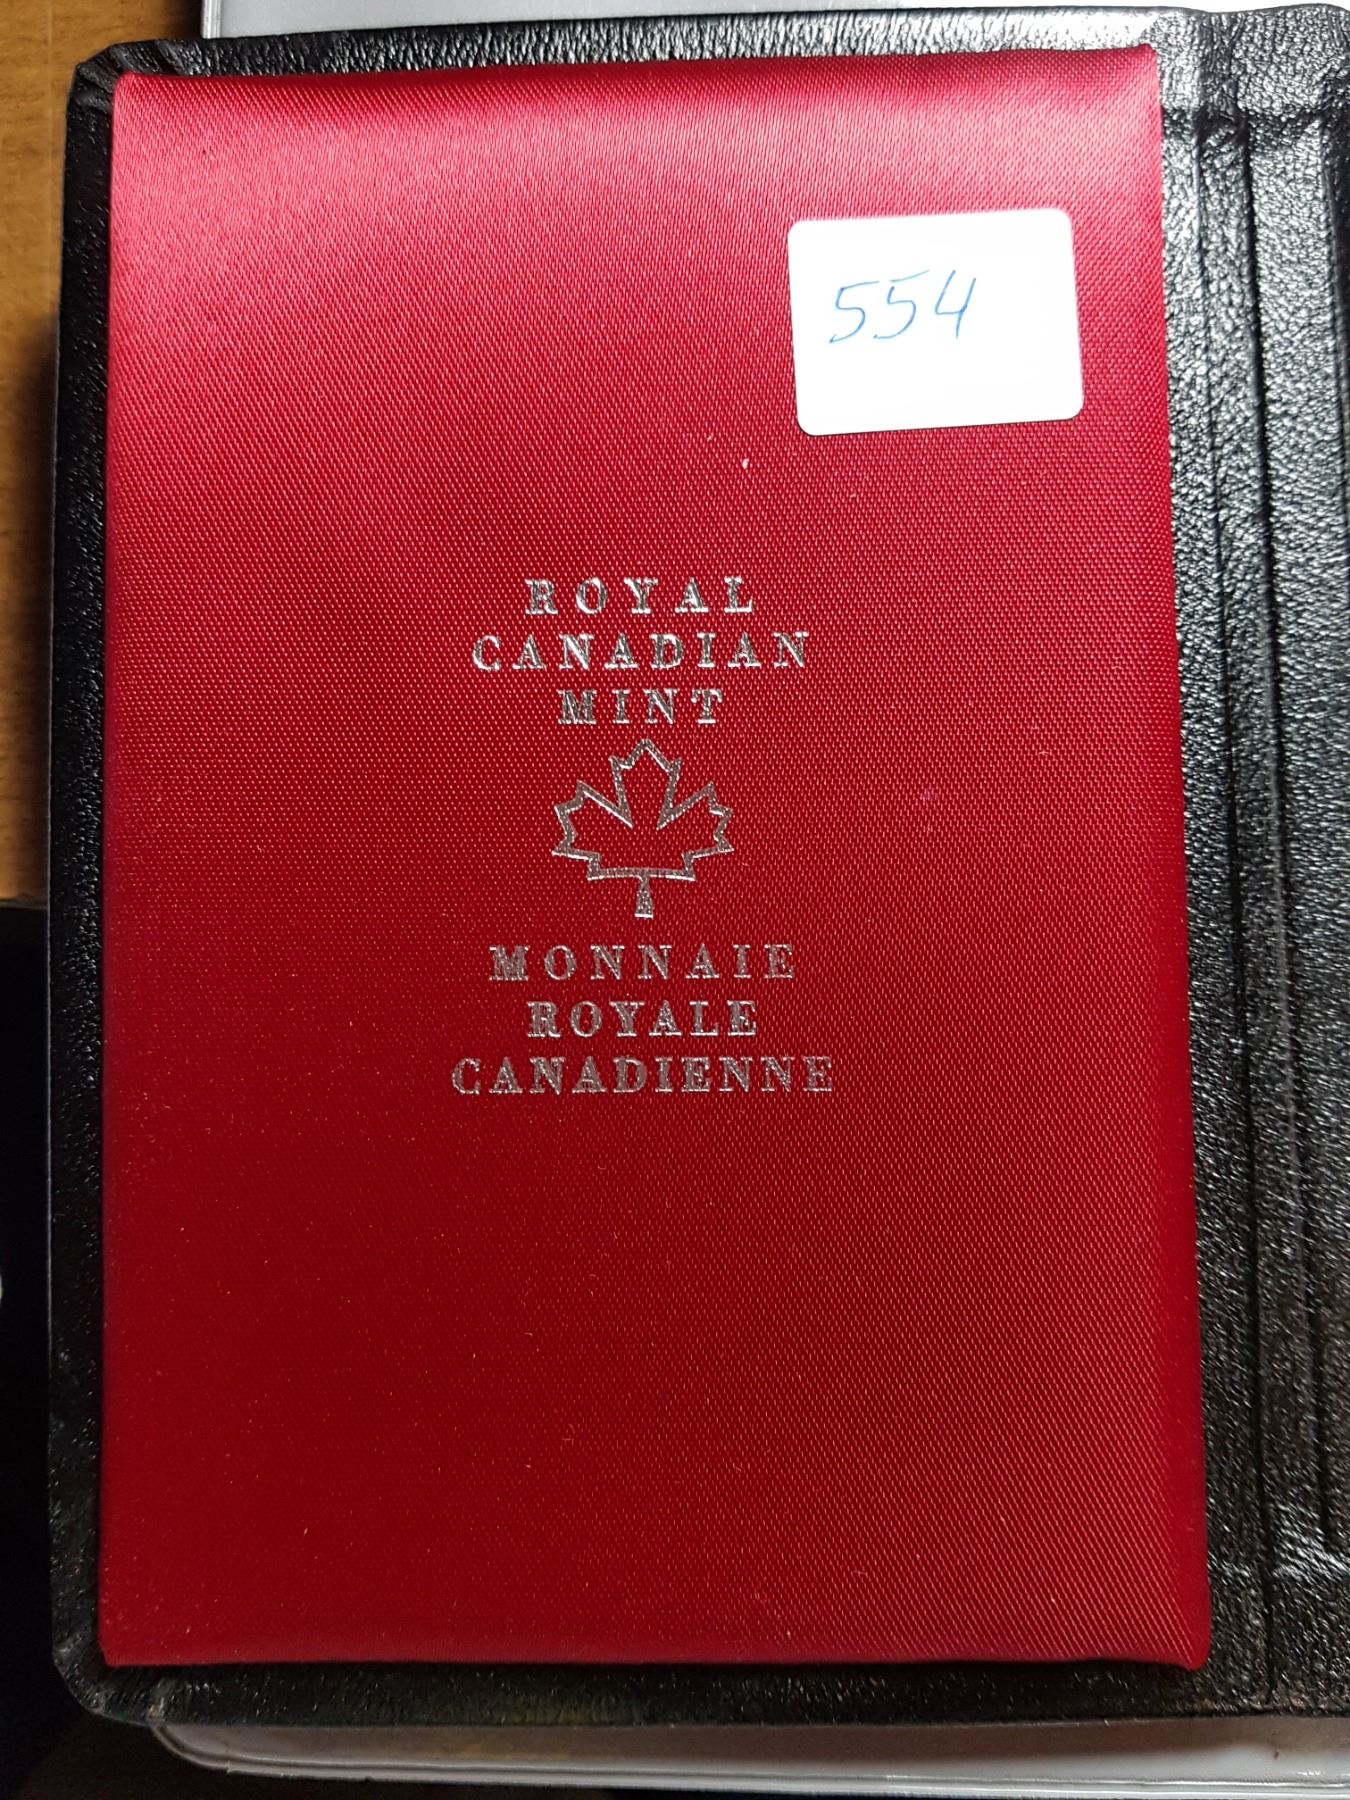 554
ROYAL
CANADIAN
MINT
MONNAIE
ROYALE
CANADIENNE